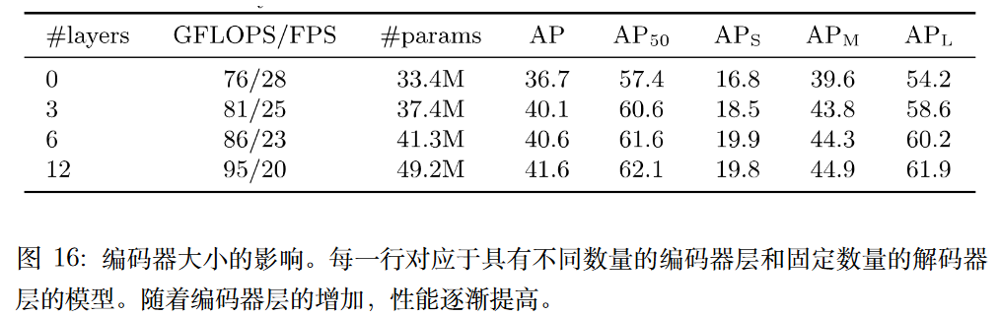 #layers GFLOPS/FPS #params AP AP50 APS APM APL
0 76/28 33.4M 36.7 57.4 16.8 39.6 54.2
3 81/25 37.4M 40.1 60.6 18.5 43.8 58.6
6 86/23 41.3M 40.6 61.6 19.9 44.3 60.2
12 95/20 49.2M 41.6 62.1 19.8 44.9 61.9
图 16: 编码器大小的影响。每一行对应于具有不同数量的编码器层和固定数量的解码器
层的模型。随着编码器层的增加，性能逐渐提高。